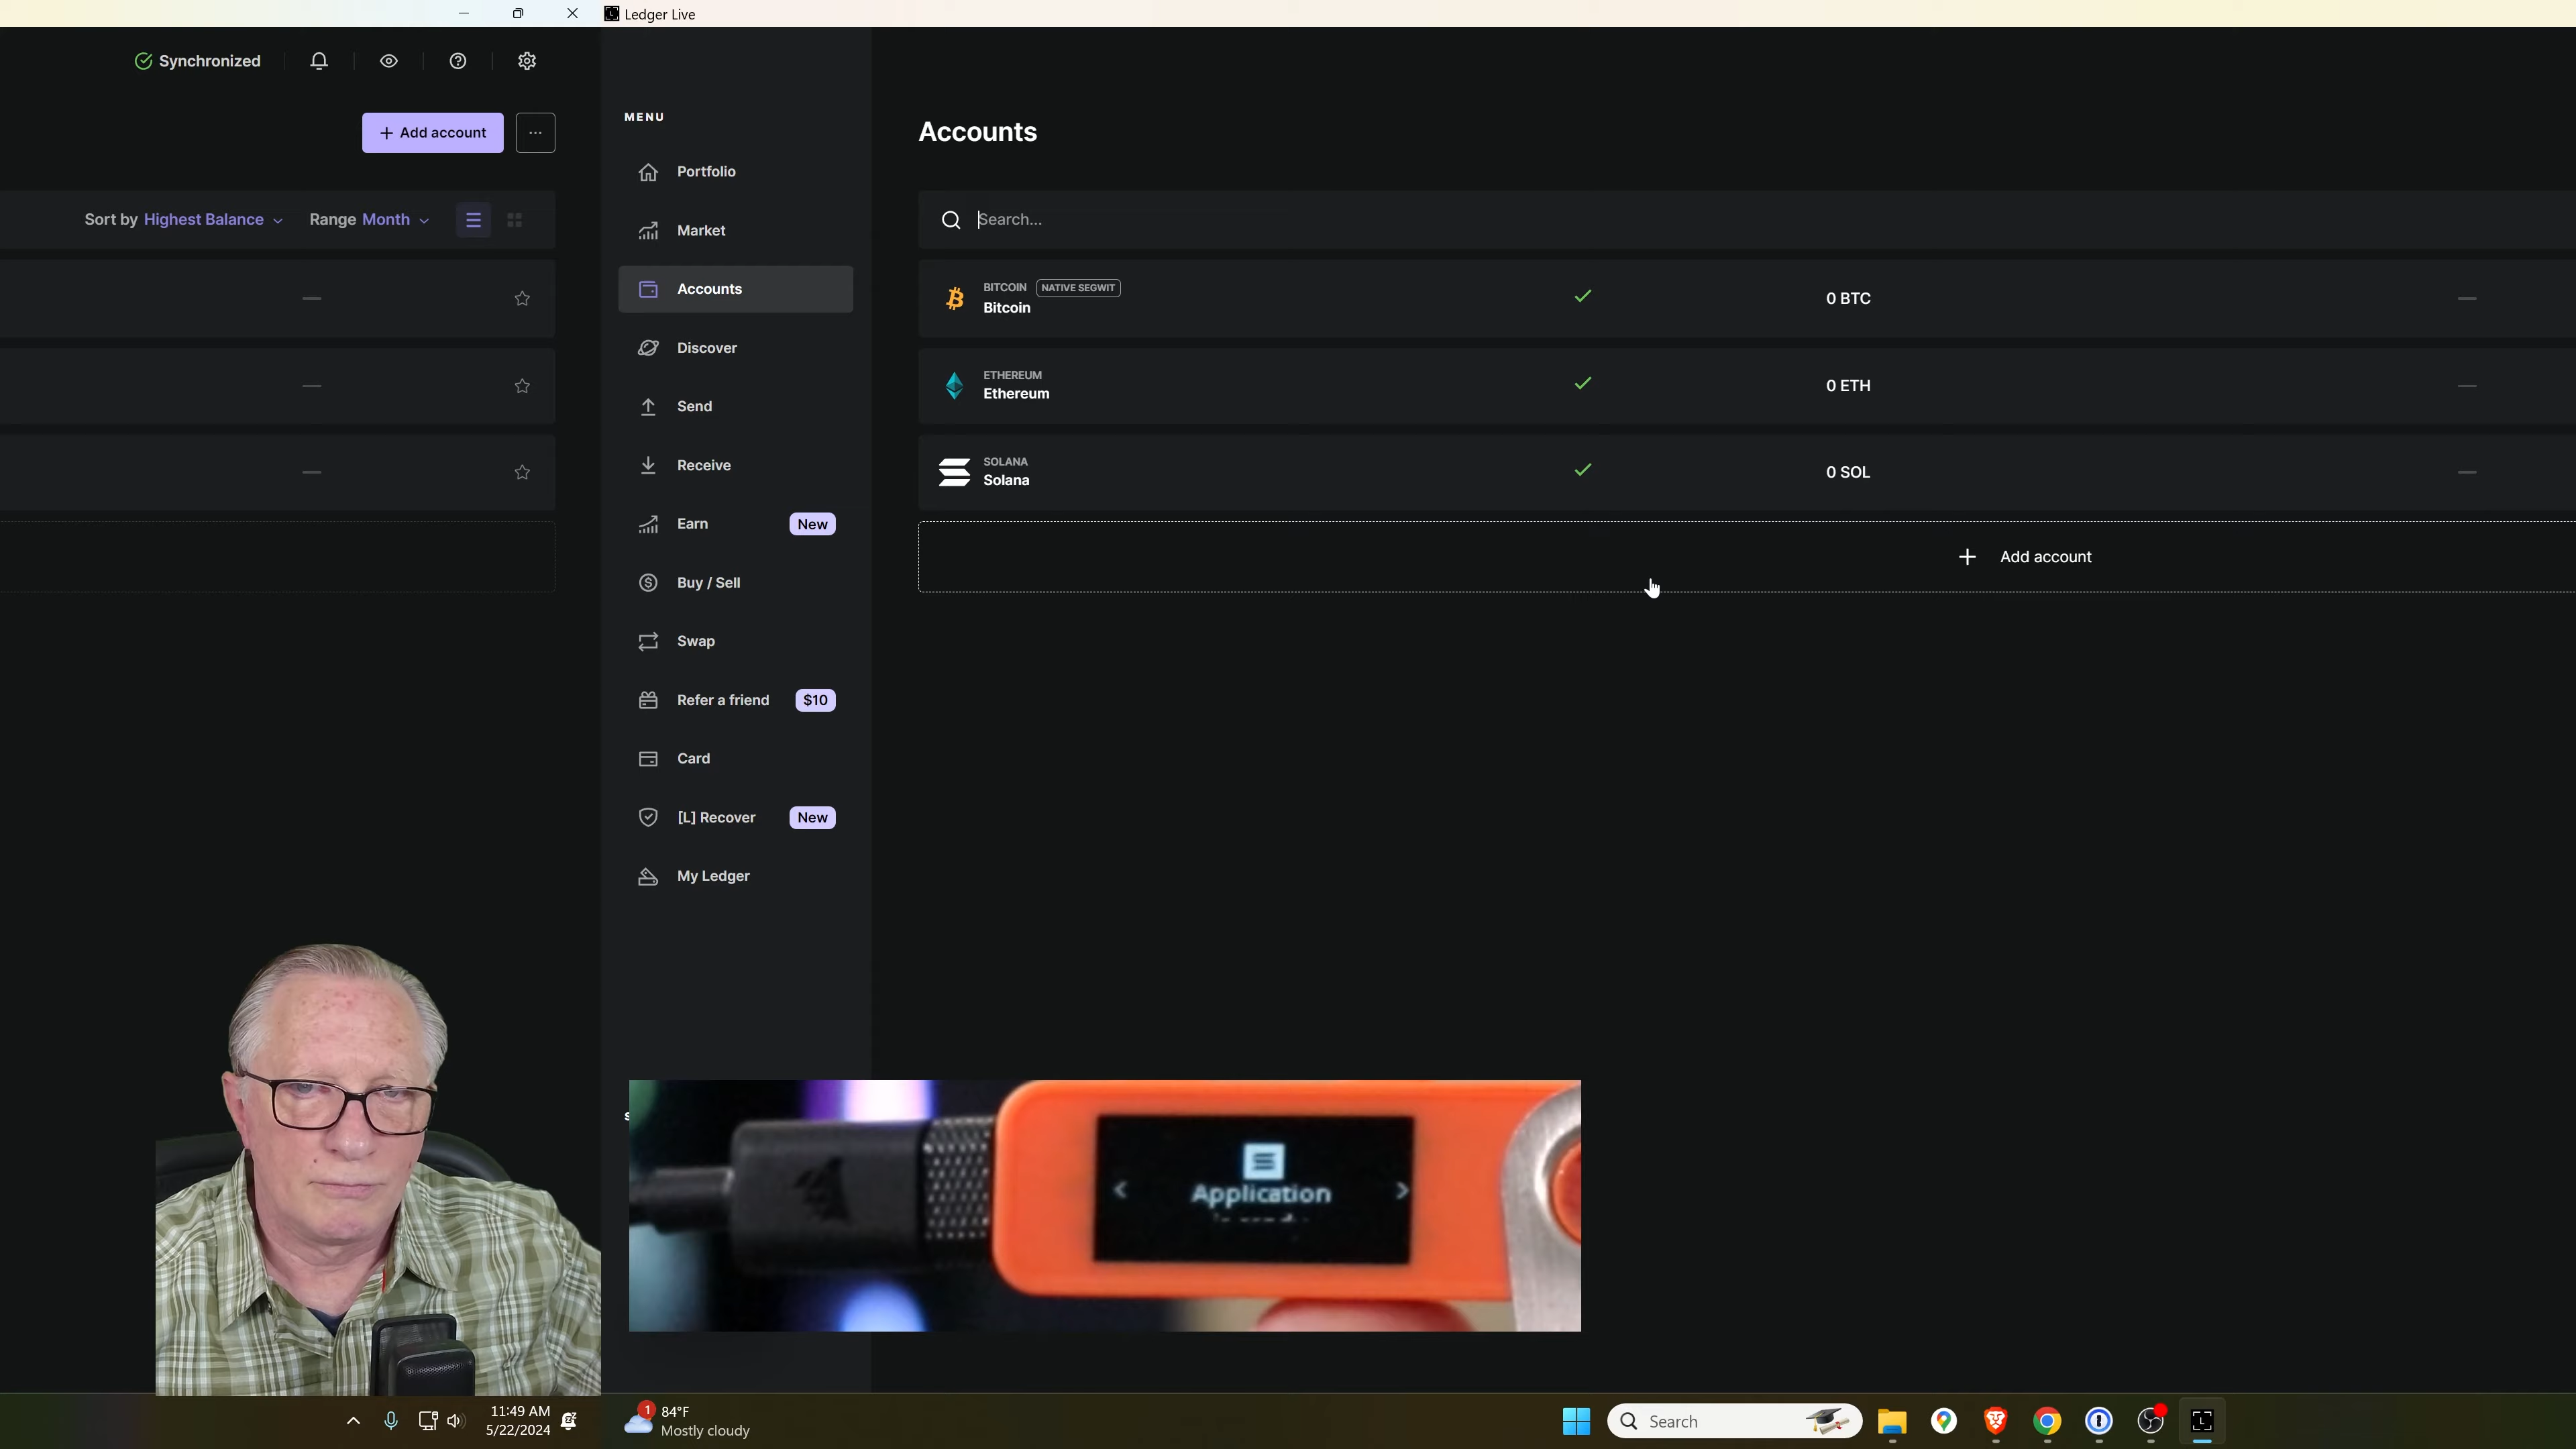 Ledger Live
Synchronized
Add account
...
Sort by Highest Balance
Range Month
MENU
Portfolio
Market
Accounts
Discover
Send
Receive
Earn New
Buy / Sell
Swap
Refer a friend $10
Card
[L] Recover New
My Ledger
Accounts
Search...
BITCOIN NATIVE SEGWIT
Bitcoin
0 BTC
ETHEREUM
Ethereum
0 ETH
SOLANA
Solana
0 SOL
Add account
Application
11:49 AM
5/22/2024
1
84°F
Mostly cloudy
Search